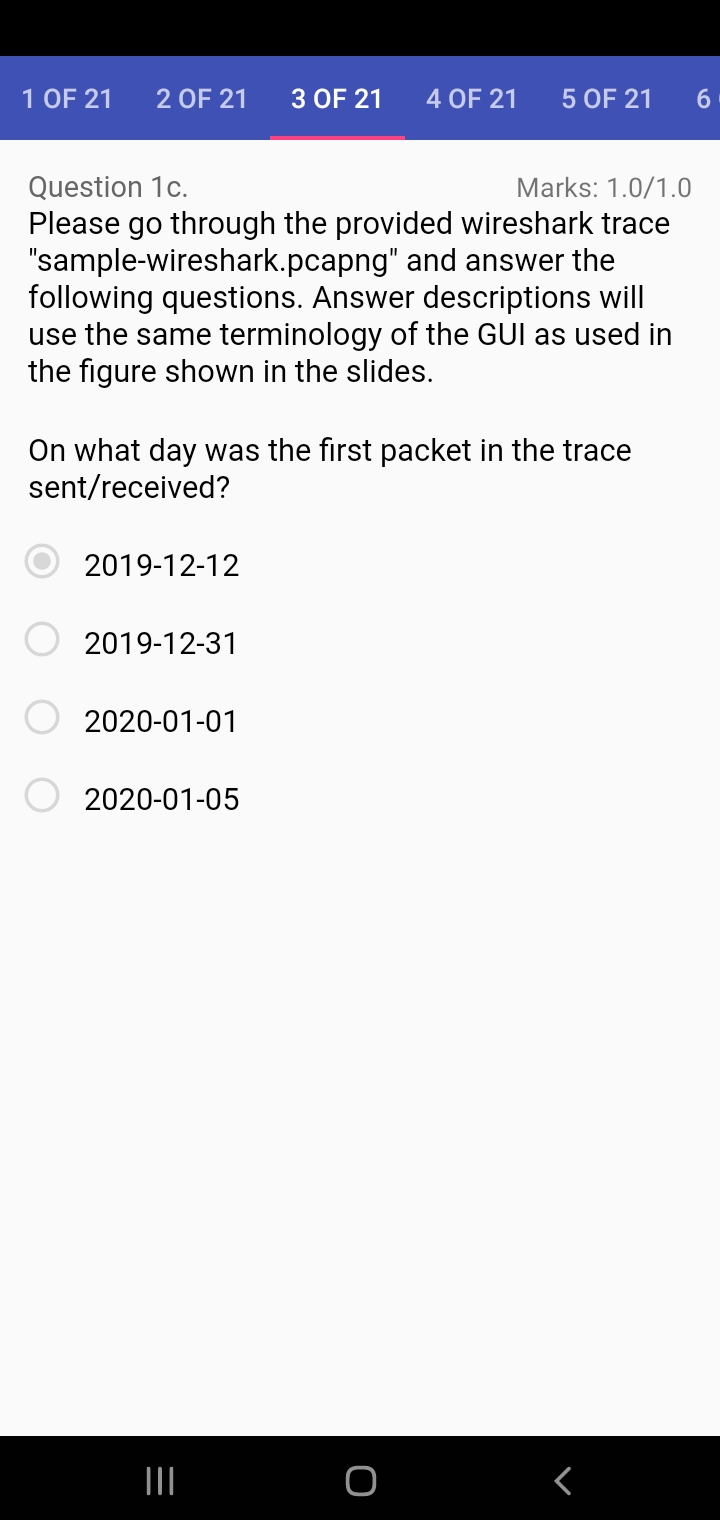 1 OF 21 2 OF 21 3 OF 21 4 OF 21 5 OF 21 6
Question 1c. Marks: 1.0/1.0
Please go through the provided wireshark trace
"sample-wireshark.pcapng" and answer the
following questions. Answer descriptions will
use the same terminology of the GUI as used in
the figure shown in the slides.
On what day was the first packet in the trace
sent/received?
2019-12-12
2019-12-31
2020-01-01
2020-01-05